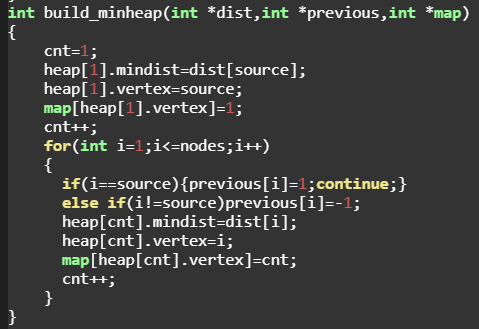 int build_minheap(int *dist,int *previous,int *map)
{
    cnt=1;
    heap[1].mindist=dist[source];
    heap[1].vertex=source;
    map[heap[1].vertex]=1;
    cnt++;
    for(int i=1;i<=nodes;i++)
    {
      if(i==source){previous[i]=1;continue;}
      else if(i!=source)previous[i]=-1;
      heap[cnt].mindist=dist[i];
      heap[cnt].vertex=i;
      map[heap[cnt].vertex]=cnt;
      cnt++;
    }
}